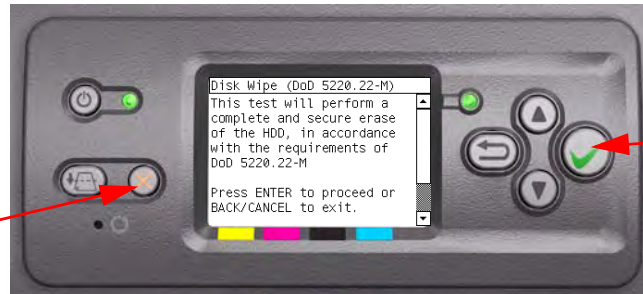 Disk Wipe (DoD 5220.22-M)
This test will perform a
complete and secure erase
of the HDD, in accordance
with the requirements of
DoD 5220.22-M
Press ENTER to proceed or
BACK/CANCEL to exit.